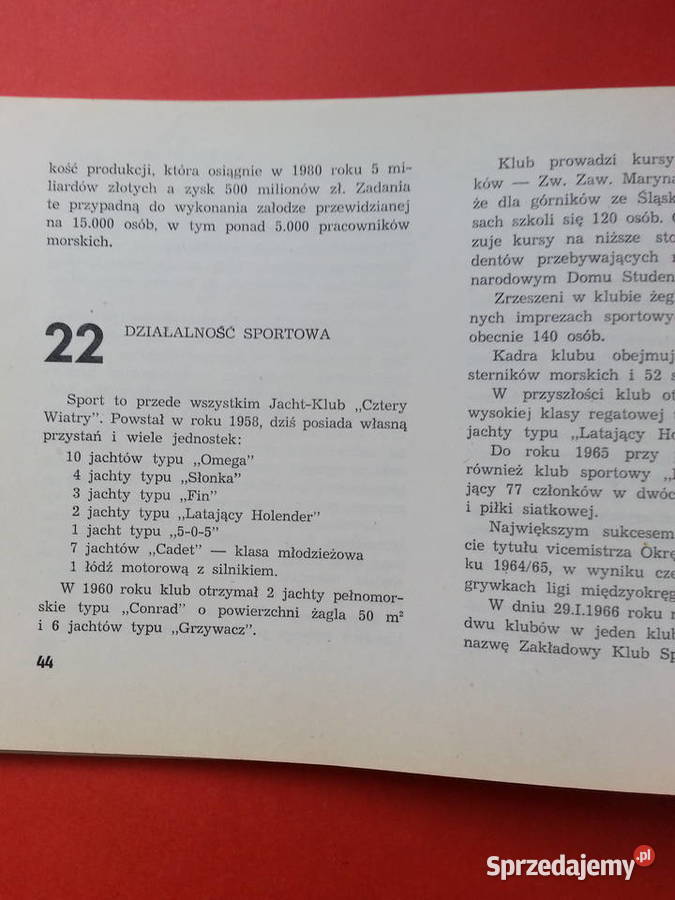 kość produkcji, która osiągnie w 1980 roku 5 mi-
liardów złotych a zysk 500 milionów zł. Zadania
te przypadną do wykonania załodze przewidzianej
na 15.000 osób, w tym ponad 5.000 pracowników
morskich.
22 DZIAŁALNOŚĆ SPORTOWA
Sport to przede wszystkim Jacht-Klub „Cztery
Wiatry”. Powstał w roku 1958, dziś posiada własną
przystań i wiele jednostek:
10 jachtów typu „Omega”
4 jachty typu „Słonka”
3 jachty typu „Fin”
2 jachty typu „Latający Holender”
1 jacht typu „5-0-5”
7 jachtów „Cadet” — klasa młodzieżowa
1 łódź motorową z silnikiem.
W 1960 roku klub otrzymał 2 jachty pełnomor-
skie typu „Conrad” o powierzchni żagla 50 m²
i 6 jachtów typu „Grzywacz”.
44
Klub prowadzi kursy
ków — Zw. Zaw. Maryna
że dla górników ze Śląsk
sach szkoli się 120 osób.
zuje kursy na niższe sto
dentów przebywających
narodowym Domu Studen
Zrzeszeni w klubie żeg
nych imprezach sportowy
obecnie 140 osób.
Kadra klubu obejmuj
sterników morskich i 52 s
W przyszłości klub ot
wysokiej klasy regatowej
jachty typu „Latający Ho
Do roku 1965 przy
również klub sportowy
jący 77 członków w dwóc
i piłki siatkowej.
Największym sukcesem
cie tytułu vicemistrza Okrę
ku 1964/65, w wyniku cze
grywkach ligi międzyokręg
W dniu 29.I.1966 roku
dwu klubów w jeden klu
nazwę Zakładowy Klub Sp
Sprzedajemy.pl